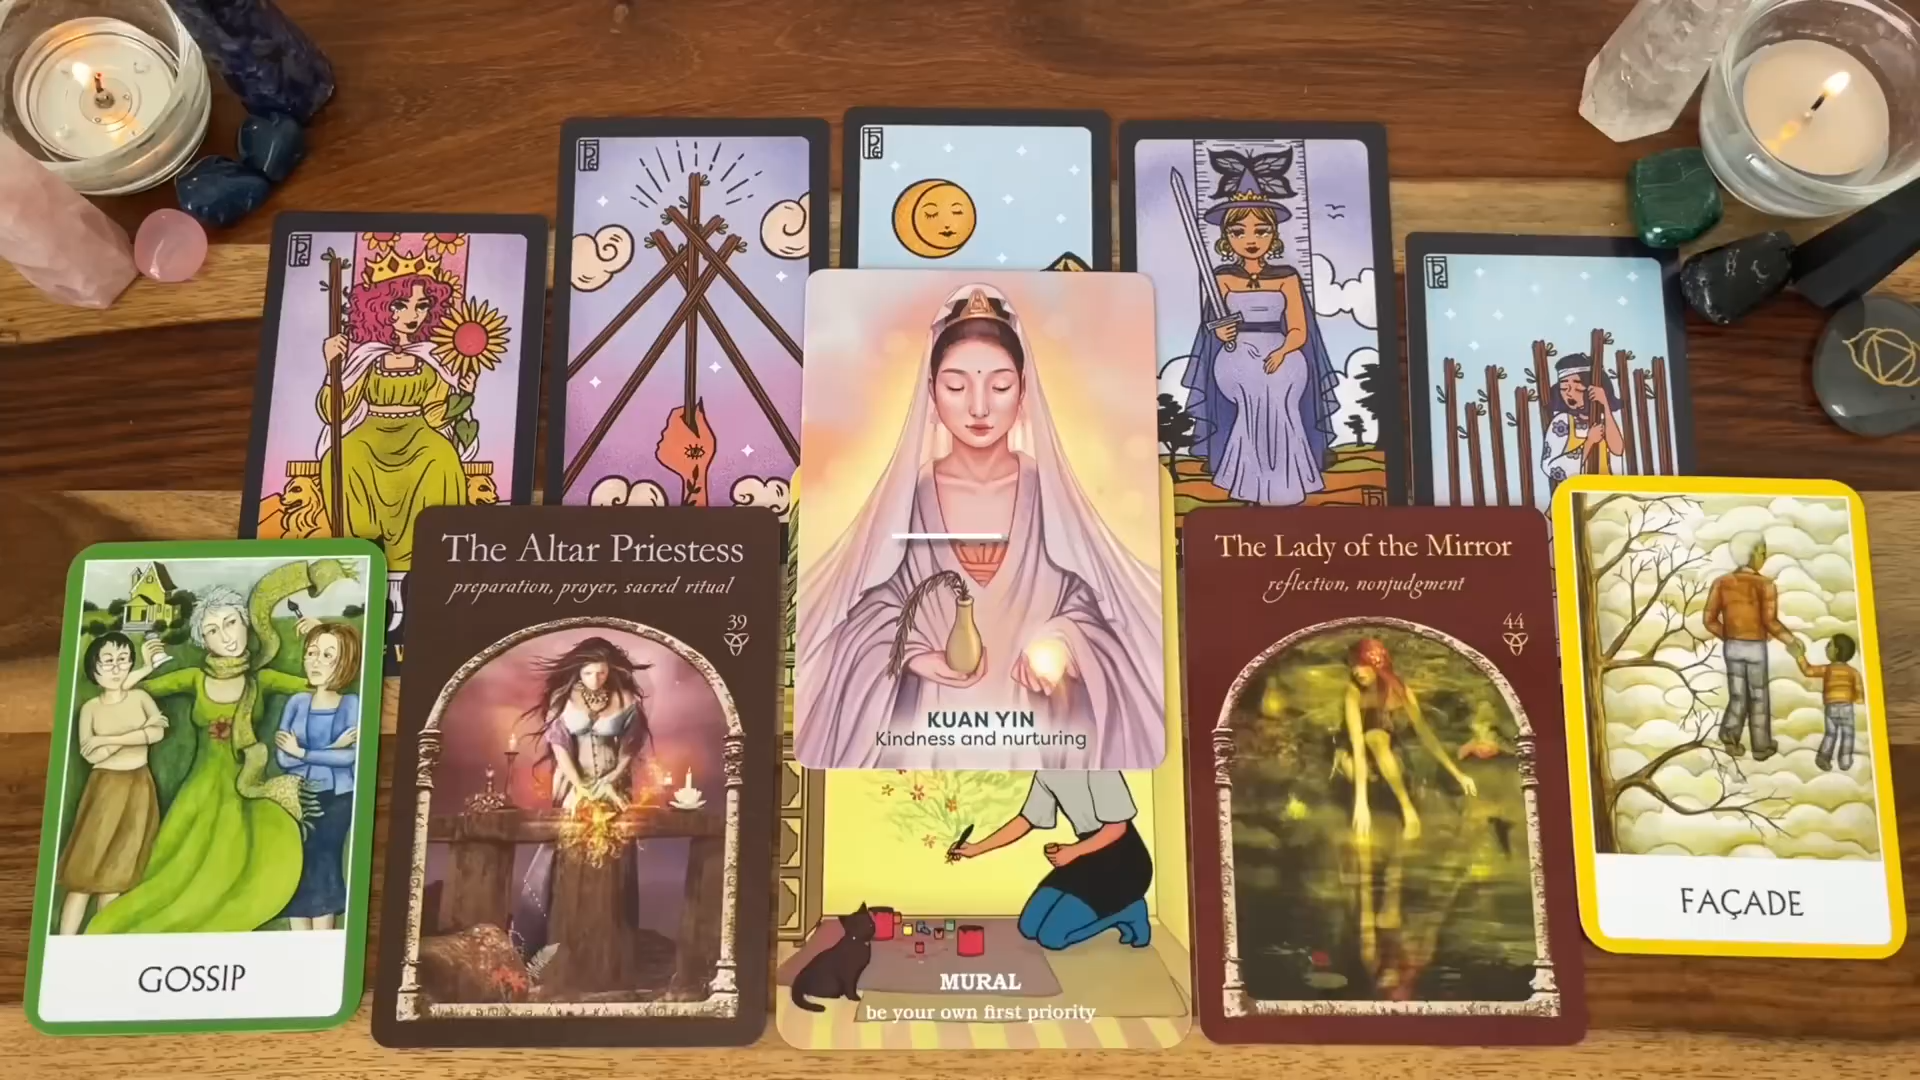 The Altar Priestess
preparation, prayer, sacred ritual
39
The Lady of the Mirror
reflection, nonjudgment
44
KUAN YIN
Kindness and nurturing
FAÇADE
GOSSIP
MURAL
be your own first priority